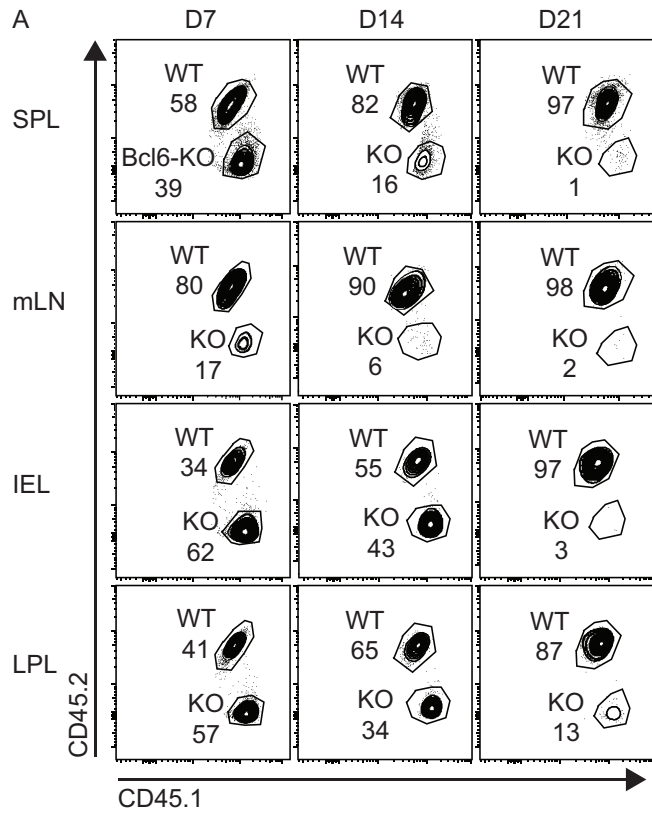 A
D7 D14 D21
SPL
WT
58
Bcl6-KO
39
WT
82
KO
16
WT
97
KO
1
mLN
WT
80
KO
17
WT
90
KO
6
WT
98
KO
2
IEL
WT
34
KO
62
WT
55
KO
43
WT
97
KO
3
LPL
WT
41
KO
57
WT
65
KO
34
WT
87
KO
13
CD45.2
CD45.1